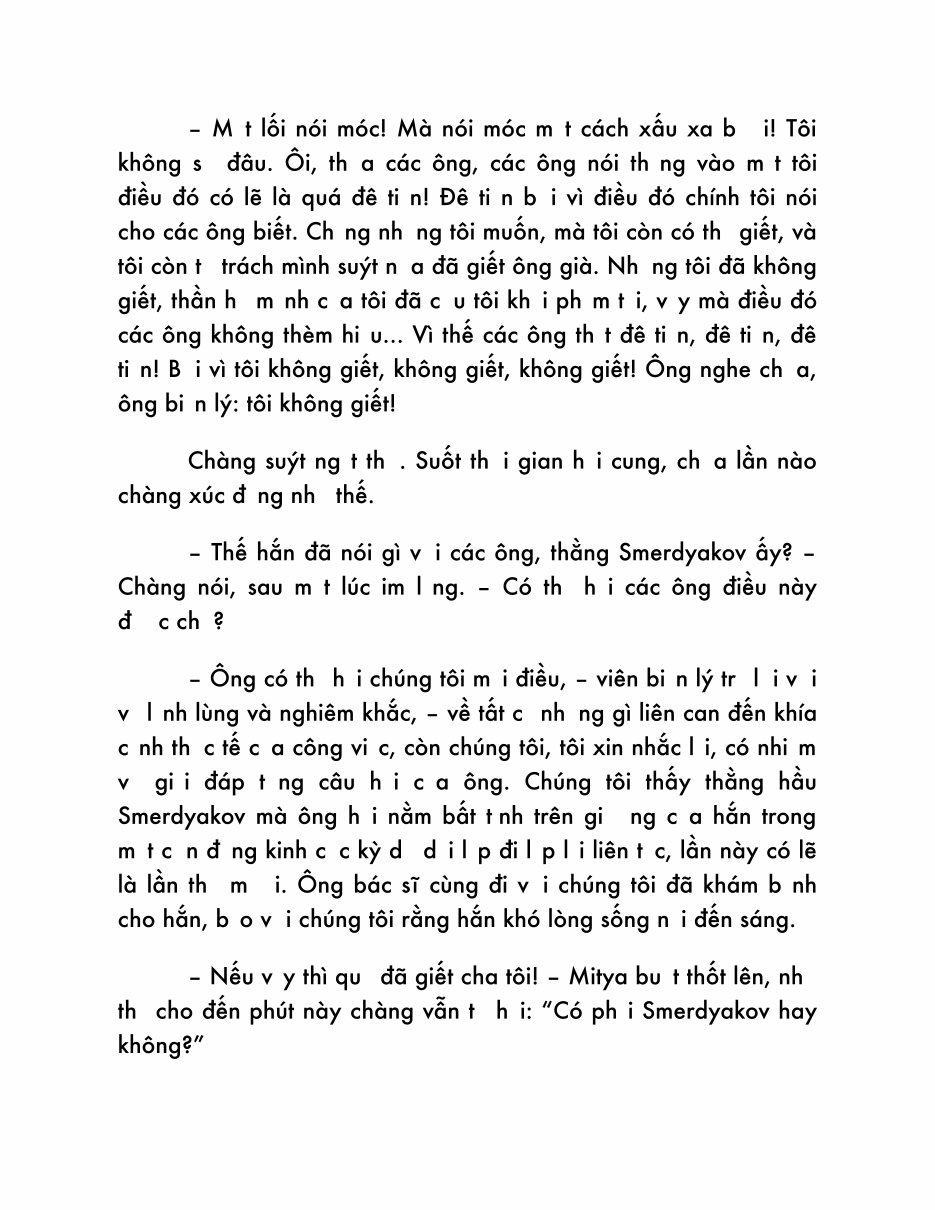 – M t lối nói móc! Mà nói móc m t cách xấu xa b i! Tôi
không s đâu. Ôi, th a các ông, các ông nói th ng vào m t tôi
điều đó có lẽ là quá đê ti n! Đê ti n b i vì điều đó chính tôi nói
cho các ông biết. Ch ng nh ng tôi muốn, mà tôi còn có th giết, và
tôi còn t trách mình suýt n a đã giết ông già. Nh ng tôi đã không
giết, thần h m nh c a tôi đã c u tôi kh i ph m t i, v y mà điều đó
các ông không thèm hi u... Vì thế các ông th t đê ti n, đê ti n, đê
ti n! B i vì tôi không giết, không giết, không giết! Ông nghe ch a,
ông bi n lý: tôi không giết!
Chàng suýt ng t th . Suốt th i gian h i cung, ch a lần nào
chàng xúc đ ng nh thế.
– Thế hắn đã nói gì v i các ông, thằng Smerdyakov ấy? –
Chàng nói, sau m t lúc im l ng. – Có th h i các ông điều này
đ c ch ?
– Ông có th h i chúng tôi m i điều, – viên bi n lý tr l i v i
v l nh lùng và nghiêm khắc, – về tất c nh ng gì liên can đến khía
c nh th c tế c a công vi c, còn chúng tôi, tôi xin nhắc l i, có nhi m
v gi i đáp t ng câu h i c a ông. Chúng tôi thấy thằng hầu
Smerdyakov mà ông h i nằm bất t nh trên gi ng c a hắn trong
m t c n đ ng kinh c c kỳ d d i l p đi l p l i liên t c, lần này có lẽ
là lần th m i. Ông bác sĩ cùng đi v i chúng tôi đã khám b nh
cho hắn, b o v i chúng tôi rằng hắn khó lòng sống n i đến sáng.
– Nếu v y thì qu đã giết cha tôi! – Mitya bu t thốt lên, nh
th cho đến phút này chàng vẫn t h i: “Có ph i Smerdyakov hay
không?”